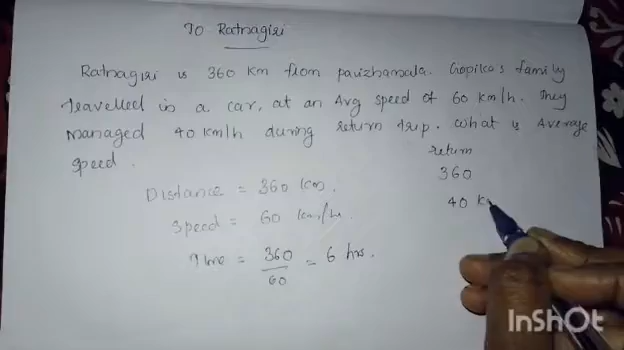 To Ratnagiri
Ratnagiri is 360 Km from pavizhamala. Gopika's family
travelled in a car, at an Avg speed of 60 km/h. They
managed 40 km/h during return trip. What is Average
speed.
return
360
Distance = 360 km.
40 k
Speed = 60 km/hr
Time = 360
60
= 6 hrs.
InShOt